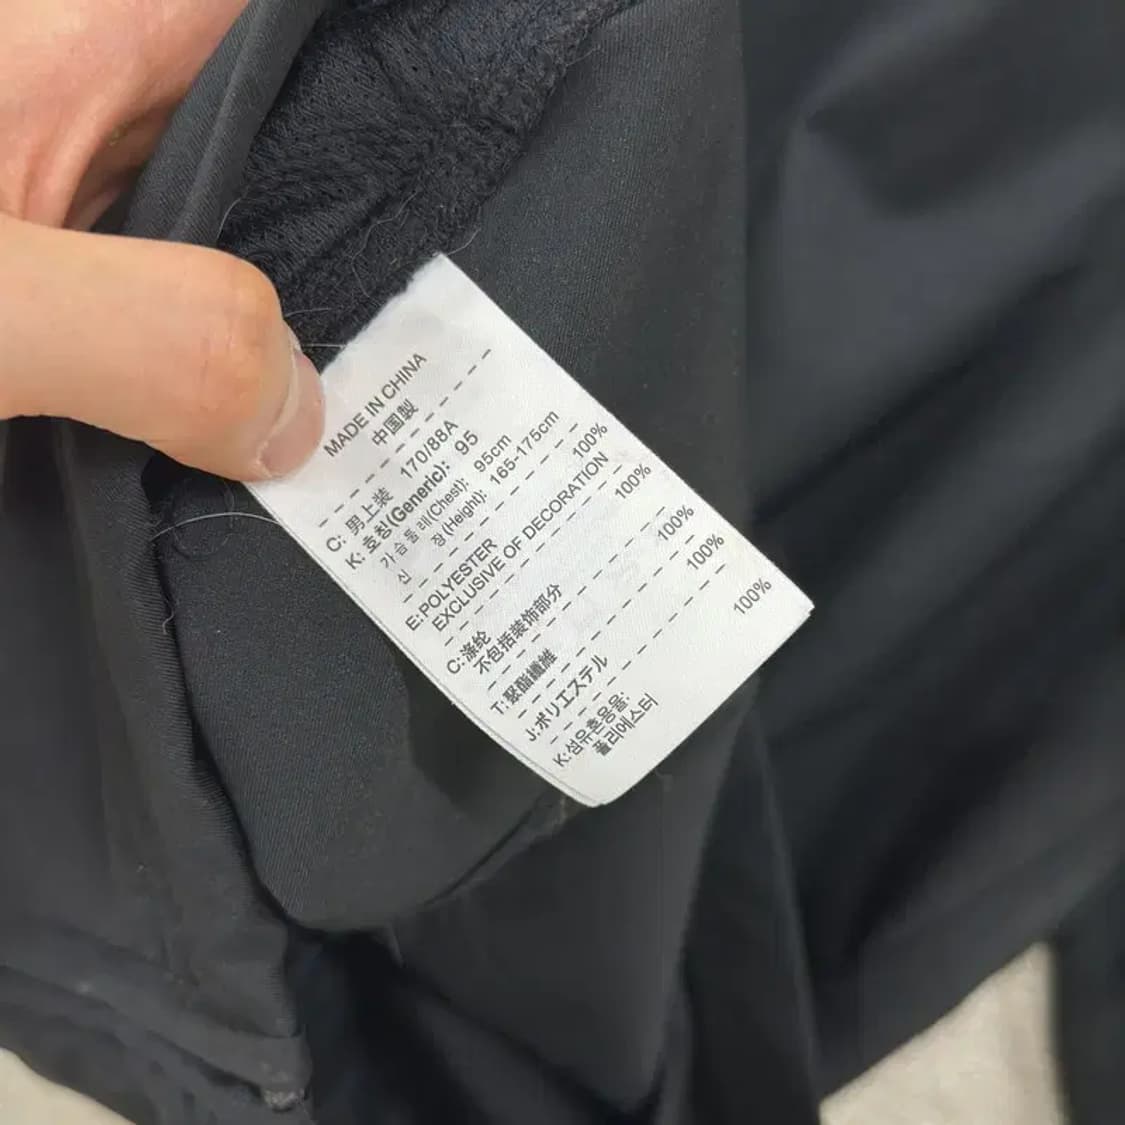 MADE IN CHINA
中国製
C: 男上装 170/88A
K: 호칭(Generic): 95
가슴둘레(Chest): 95cm
신 장(Height): 165-175cm
E:POLYESTER 100%
EXCLUSIVE OF DECORATION
C:涤纶 100%
不包括装饰部分
T:聚酯纖維 100%
J:ポリエステル 100%
K:섬유혼용율:
폴리에스터 100%